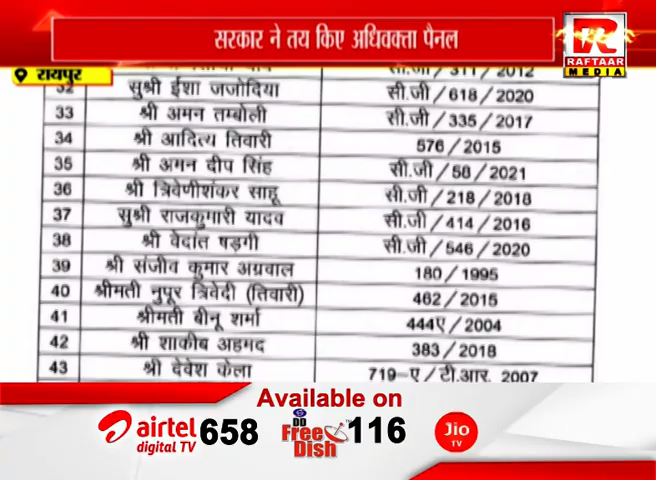 सरकार ने तय किए अधिवक्ता पैनल
R
RAFTAAR
MEDIA
रायपुर
सी.जी/311/2012
32 सुश्री ईशा जजोदिया सी.जी/618/2020
33 श्री अमन तम्बोली सी.जी/335/2017
34 श्री आदित्य तिवारी 576/2015
35 श्री अमन दीप सिंह सी.जी/58/2021
36 श्री त्रिवेणीशंकर साहू सी.जी/218/2018
37 सुश्री राजकुमारी यादव सी.जी/414/2016
38 श्री वेदांत षड़गी सी.जी/546/2020
39 श्री संजीव कुमार अग्रवाल 180/1995
40 श्रीमती नुपूर त्रिवेदी (तिवारी) 462/2015
41 श्रीमती बीनू शर्मा 444ए/2004
42 श्री शाकीब अहमद 383/2018
43 श्री देवेश केला 719-ए/टी.आर. 2007
Available on
airtel digital TV 658
DD Free Dish 116
Jio TV